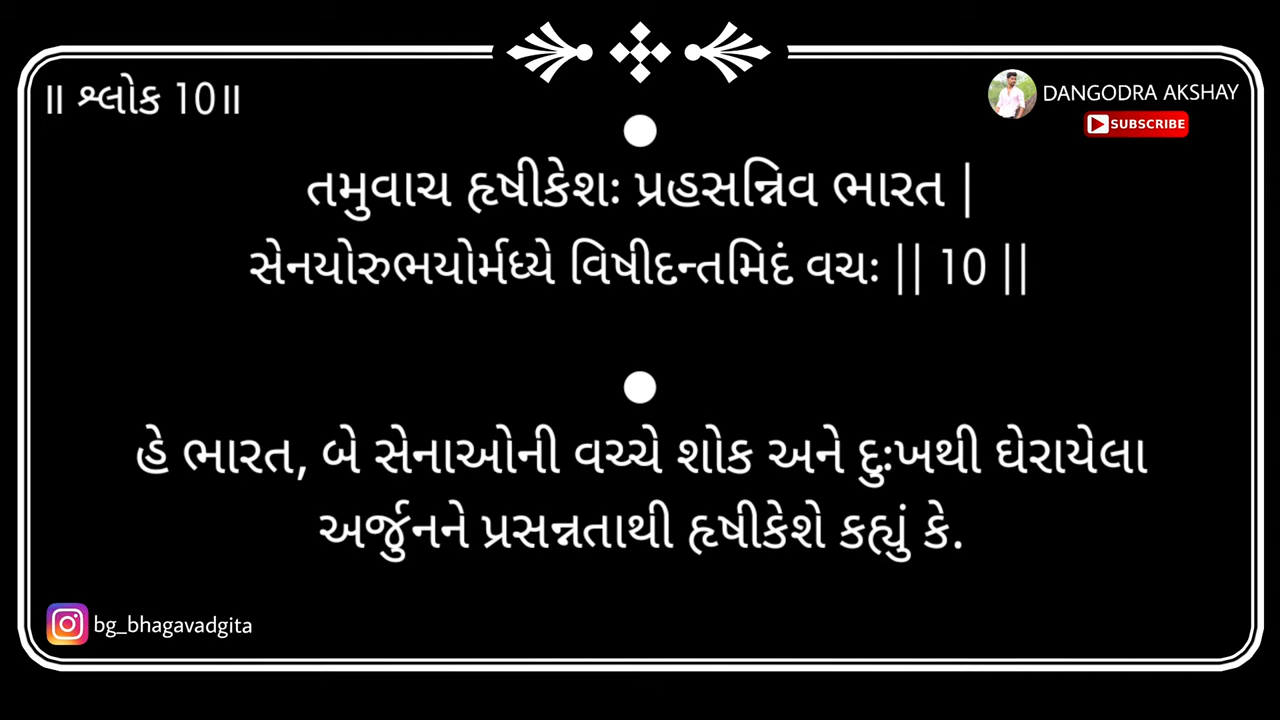 ॥ શ્લોક 10॥
DANGODRA AKSHAY
SUBSCRIBE
તમુવાચ હૃષીકેશઃ પ્રહસન્નિવ ભારત |
સેનયોરુભયોર્મધ્યે વિષીદન્તમિદં વચઃ || 10 ||
હે ભારત, બે સેનાઓની વચ્ચે શોક અને દુઃખથી ઘેરાયેલા
અર્જુનને પ્રસન્નતાથી હૃષીકેશે કહ્યું કે.
bg_bhagavadgita